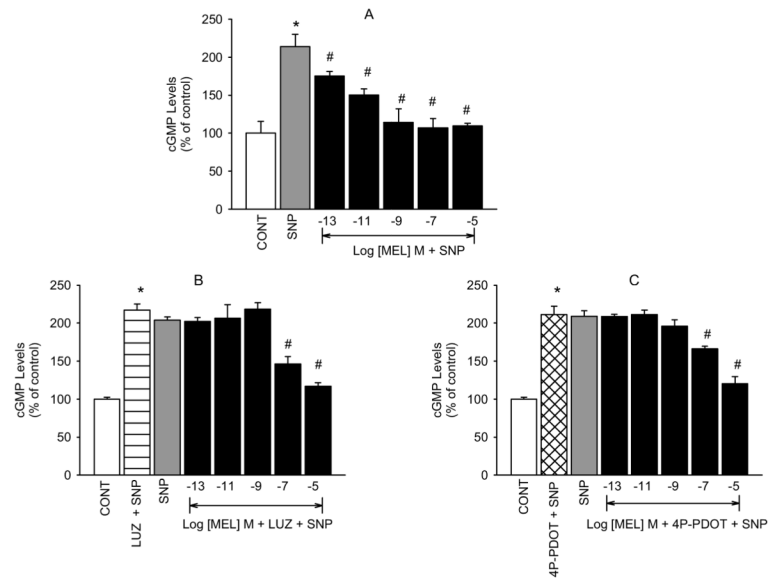 A
cGMP Levels
(% of control)
250
200
150
100
50
0
*
#
#
#
#
#
CONT
SNP
-13
-11
-9
-7
-5
Log [MEL] M + SNP
B
cGMP Levels
(% of control)
250
200
150
100
50
0
*
#
#
CONT
LUZ + SNP
SNP
-13
-11
-9
-7
-5
Log [MEL] M + LUZ + SNP
C
cGMP Levels
(% of control)
250
200
150
100
50
0
*
#
#
CONT
4P-PDOT + SNP
SNP
-13
-11
-9
-7
-5
Log [MEL] M + 4P-PDOT + SNP